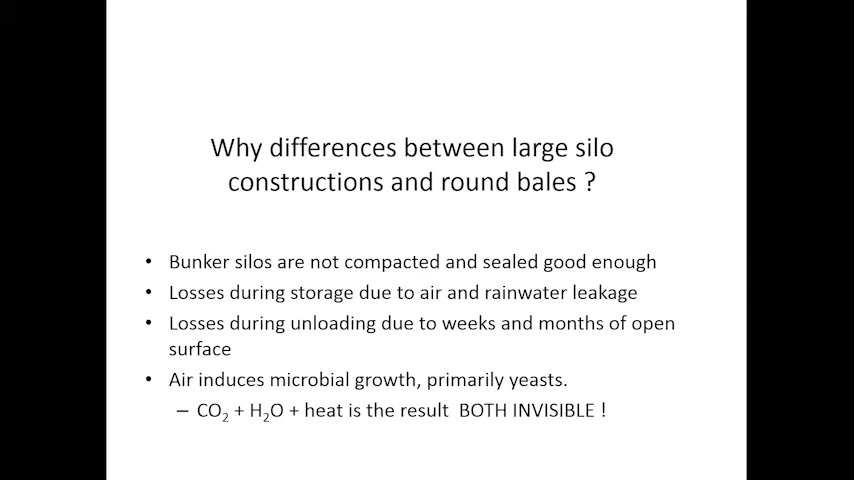 Why differences between large silo
constructions and round bales ?
• Bunker silos are not compacted and sealed good enough
• Losses during storage due to air and rainwater leakage
• Losses during unloading due to weeks and months of open
surface
• Air induces microbial growth, primarily yeasts.
– CO₂ + H₂O + heat is the result  BOTH INVISIBLE !